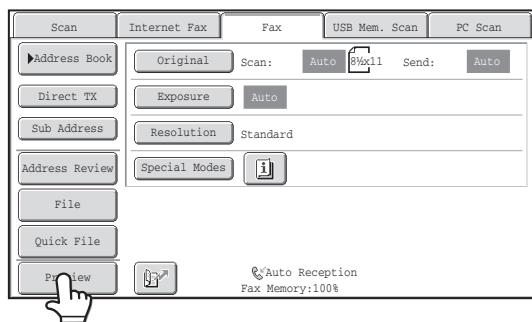 Scan Internet Fax Fax USB Mem. Scan PC Scan
Address Book
Original Scan: Auto 8½x11 Send: Auto
Direct TX
Exposure Auto
Sub Address
Resolution Standard
Address Review
Special Modes
File
Quick File
Preview
Auto Reception
Fax Memory:100%